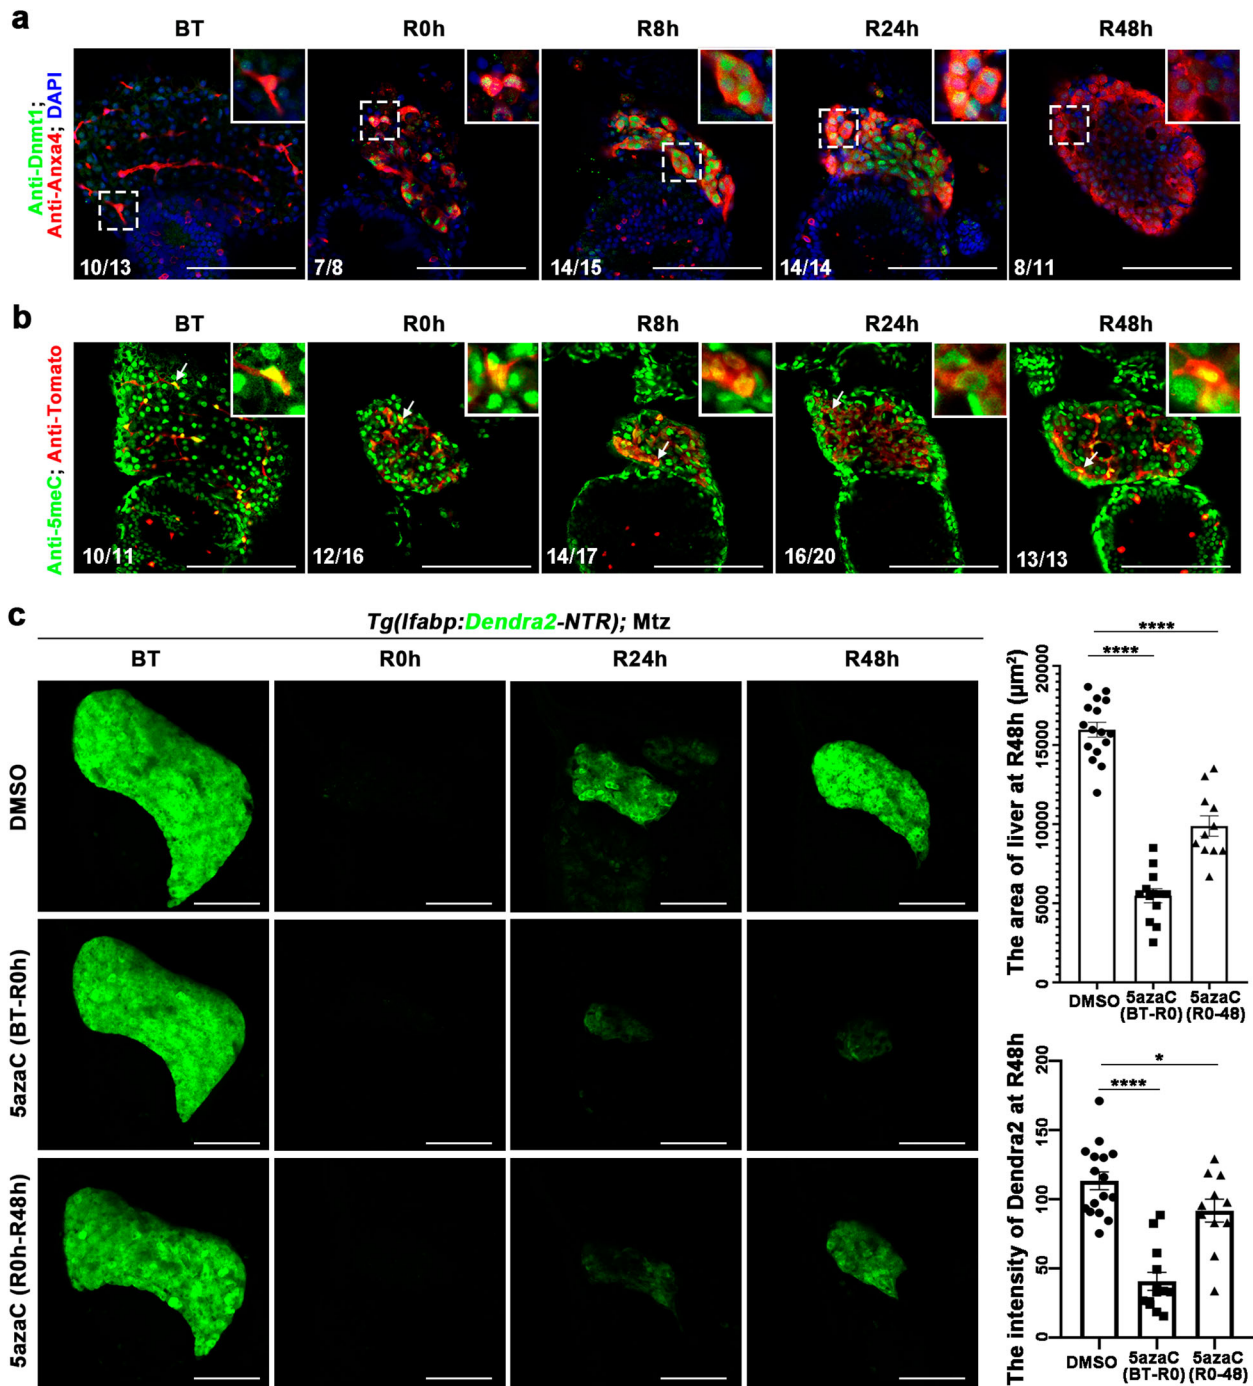 a
BT
R0h
R8h
R24h
R48h
Anti-Dnmt1;
Anti-Anxa4; DAPI
10/13
7/8
14/15
14/14
8/11
b
BT
R0h
R8h
R24h
R48h
Anti-5meC; Anti-Tomato
10/11
12/16
14/17
16/20
13/13
c
Tg(lfabp:Dendra2-NTR); Mtz
BT
R0h
R24h
R48h
DMSO
5azaC (BT-R0h)
5azaC (R0h-R48h)
The area of liver at R48h (µm²)
20000
15000
10000
5000
0
****
****
DMSO
5azaC
(BT-R0)
5azaC
(R0-48)
The intensity of Dendra2 at R48h
200
150
100
50
0
*
****
DMSO
5azaC
(BT-R0)
5azaC
(R0-48)